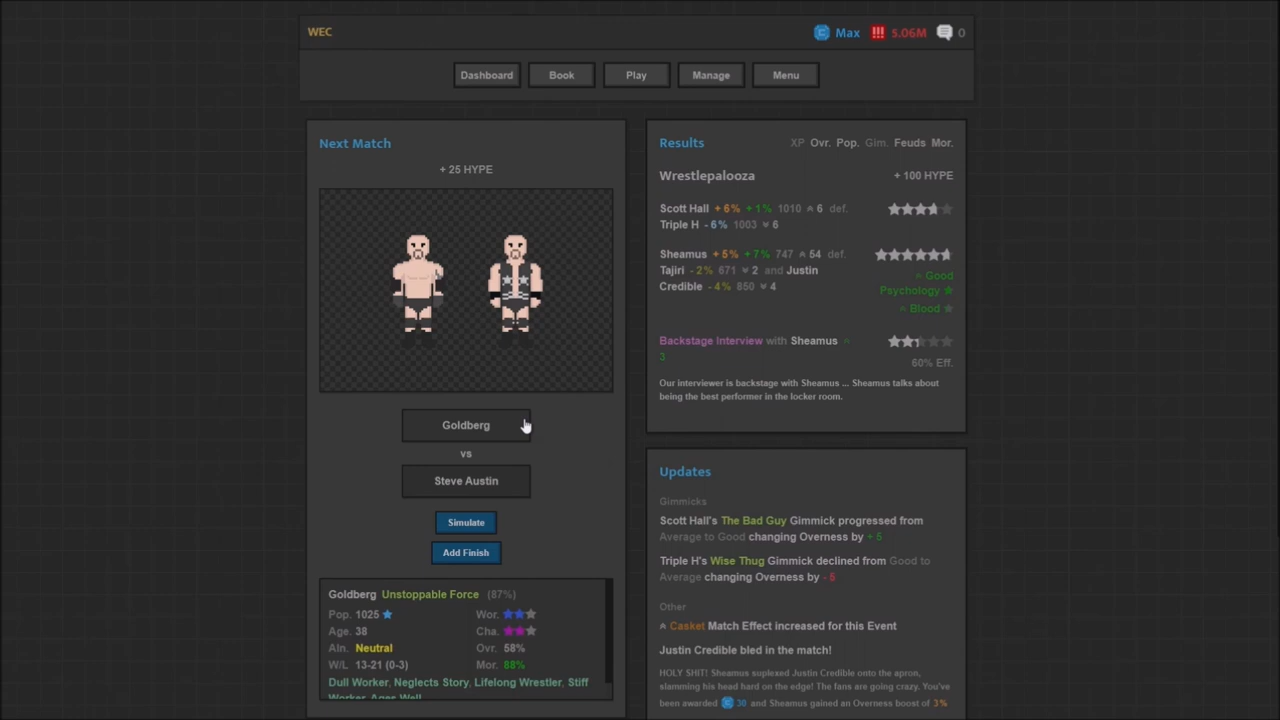 WEC
Max 5.06M 0
Dashboard Book Play Manage Menu
Next Match
+ 25 HYPE
Goldberg
vs
Steve Austin
Simulate
Add Finish
Goldberg Unstoppable Force (87%)
Pop. 1025 Wor.
Age. 38 Cha.
Aln. Neutral Ovr. 58%
W/L 13-21 (0-3) Mor. 88%
Dull Worker, Neglects Story, Lifelong Wrestler, Stiff
Worker, Ages Well
Results XP Ovr. Pop. Gim. Feuds Mor.
Wrestlepalooza + 100 HYPE
Scott Hall + 6% + 1% 1010 6 def.
Triple H - 6% 1003 6
Sheamus + 5% + 7% 747 54 def.
Tajiri - 2% 671 2 and Justin
Credible - 4% 850 4
Good
Psychology
Blood
Backstage Interview with Sheamus
3
60% Eff.
Our interviewer is backstage with Sheamus ... Sheamus talks about
being the best performer in the locker room.
Updates
Gimmicks
Scott Hall's The Bad Guy Gimmick progressed from
Average to Good changing Overness by + 5
Triple H's Wise Thug Gimmick declined from Good to
Average changing Overness by - 5
Other
Casket Match Effect increased for this Event
Justin Credible bled in the match!
HOLY SHIT! Sheamus suplexed Justin Credible onto the apron,
slamming his head hard on the edge! The fans are going crazy. You've
been awarded 30 and Sheamus gained an Overness boost of 3%